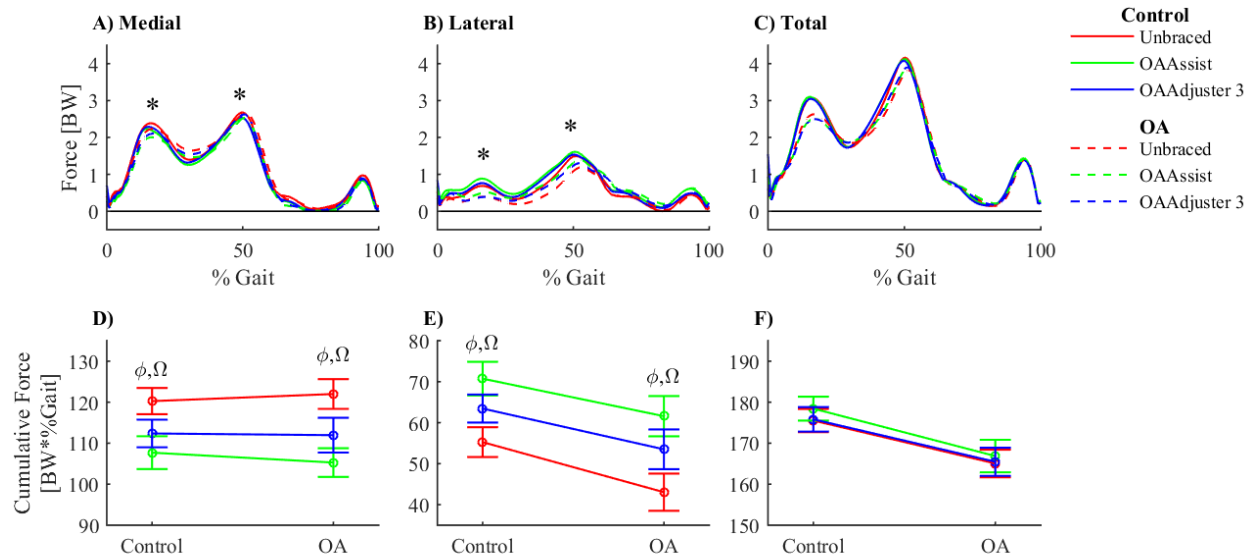 A) Medial
B) Lateral
C) Total
Control
Unbraced
OAAssist
OAAdjuster 3
OA
Unbraced
OAAssist
OAAdjuster 3
Force [BW]
4
3
2
1
0
*
*
0
50
100
% Gait
4
3
2
1
0
*
*
0
50
100
% Gait
4
3
2
1
0
0
50
100
% Gait
D)
E)
F)
Cumulative Force
[BW*%Gait]
130
120
110
100
90
ϕ,Ω
ϕ,Ω
Control
OA
80
70
60
50
40
ϕ,Ω
ϕ,Ω
Control
OA
190
180
170
160
150
Control
OA